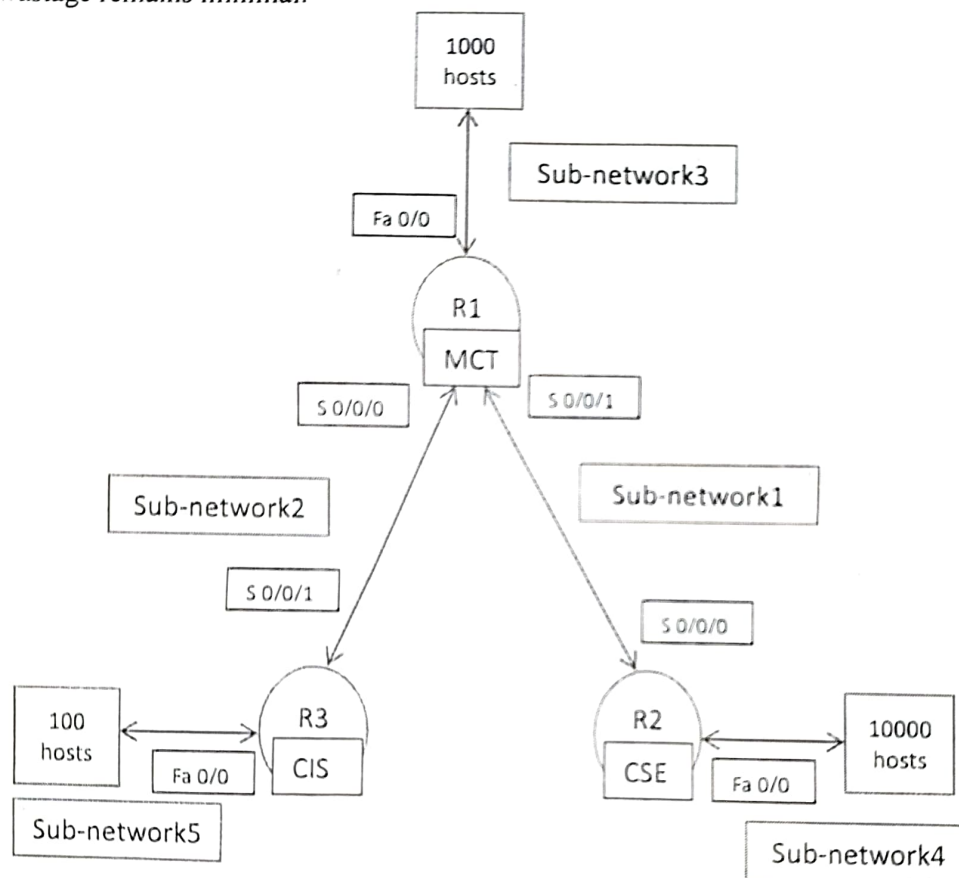 remains minimal.
1000
hosts
Sub-network3
Fa 0/0
R1
MCT
S 0/0/0
S 0/0/1
Sub-network2
Sub-network1
S 0/0/1
S 0/0/0
100
hosts
R3
CIS
Fa 0/0
R2
CSE
10000
hosts
Fa 0/0
Sub-network5
Sub-network4